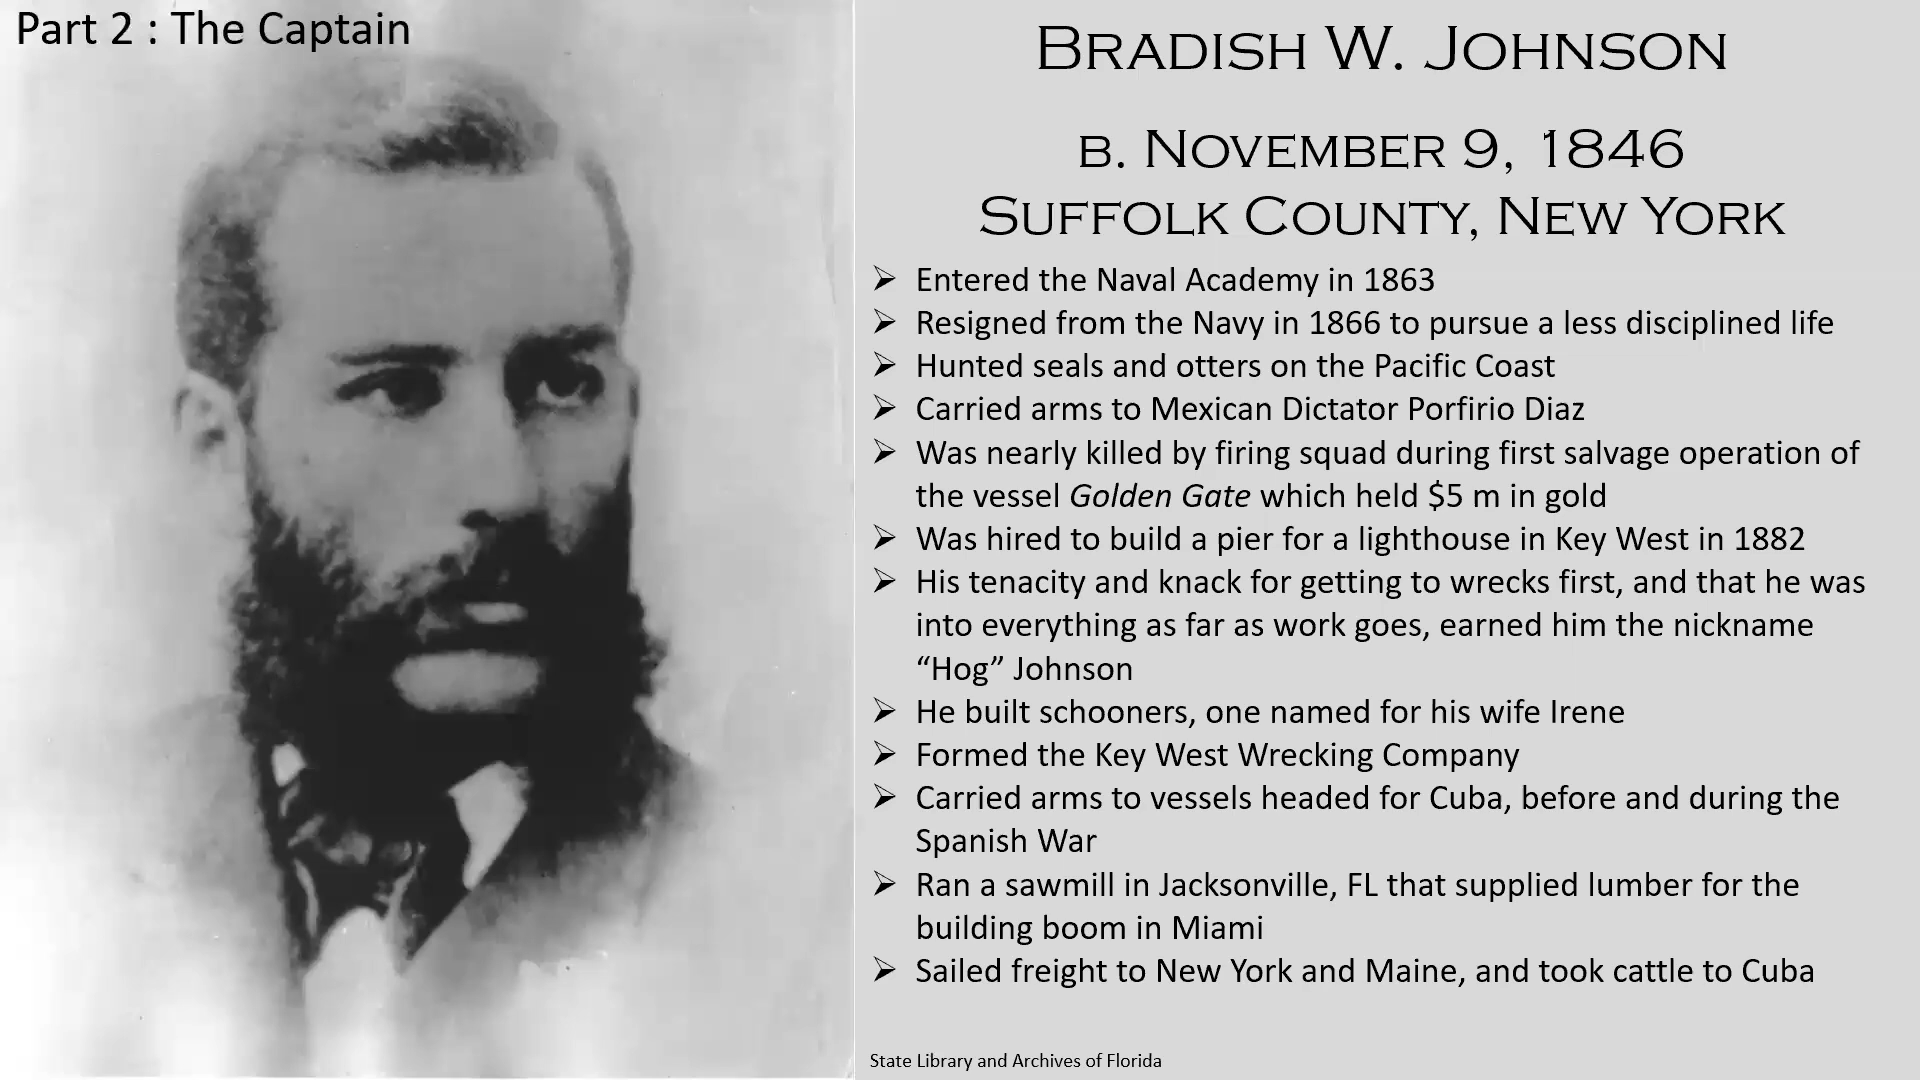 Part 2 : The Captain
BRADISH W. JOHNSON
B. NOVEMBER 9, 1846
SUFFOLK COUNTY, NEW YORK
➢ Entered the Naval Academy in 1863
➢ Resigned from the Navy in 1866 to pursue a less disciplined life
➢ Hunted seals and otters on the Pacific Coast
➢ Carried arms to Mexican Dictator Porfirio Diaz
➢ Was nearly killed by firing squad during first salvage operation of
the vessel Golden Gate which held $5 m in gold
➢ Was hired to build a pier for a lighthouse in Key West in 1882
➢ His tenacity and knack for getting to wrecks first, and that he was
into everything as far as work goes, earned him the nickname
“Hog” Johnson
➢ He built schooners, one named for his wife Irene
➢ Formed the Key West Wrecking Company
➢ Carried arms to vessels headed for Cuba, before and during the
Spanish War
➢ Ran a sawmill in Jacksonville, FL that supplied lumber for the
building boom in Miami
➢ Sailed freight to New York and Maine, and took cattle to Cuba
State Library and Archives of Florida